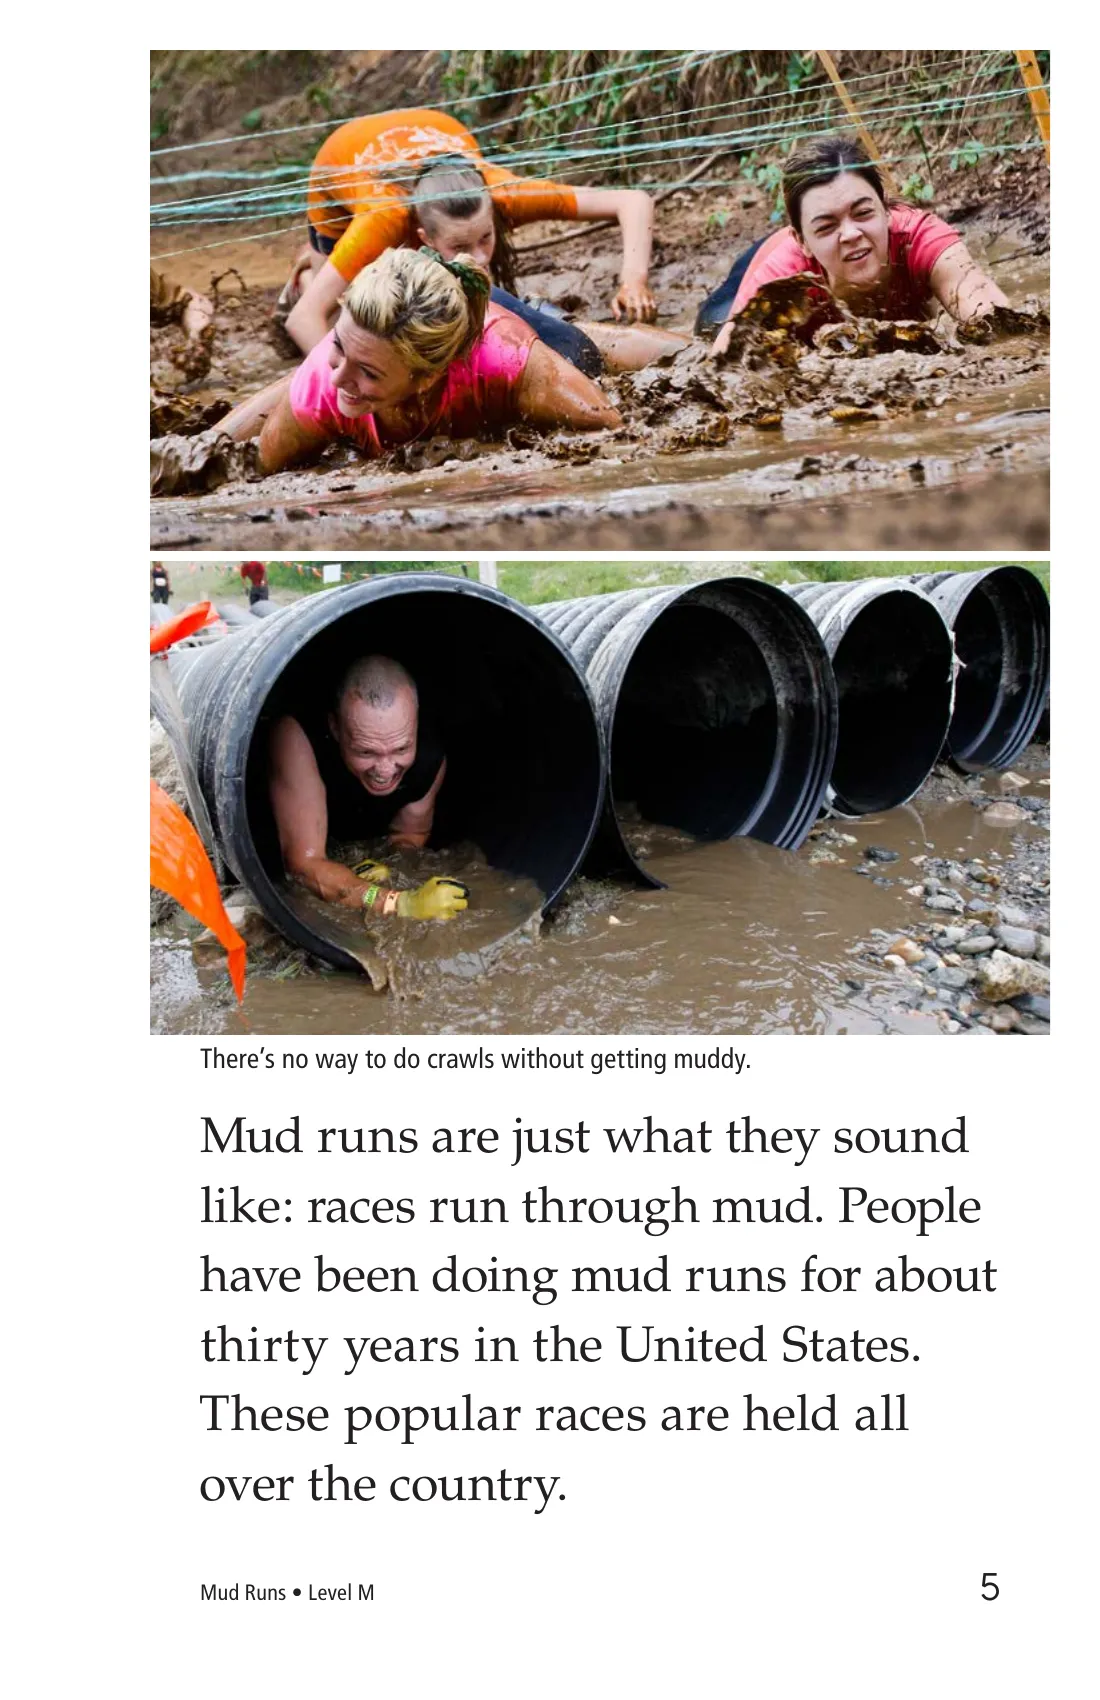 There’s no way to do crawls without getting muddy.
Mud runs are just what they sound
like: races run through mud. People
have been doing mud runs for about
thirty years in the United States.
These popular races are held all
over the country.
Mud Runs • Level M
5